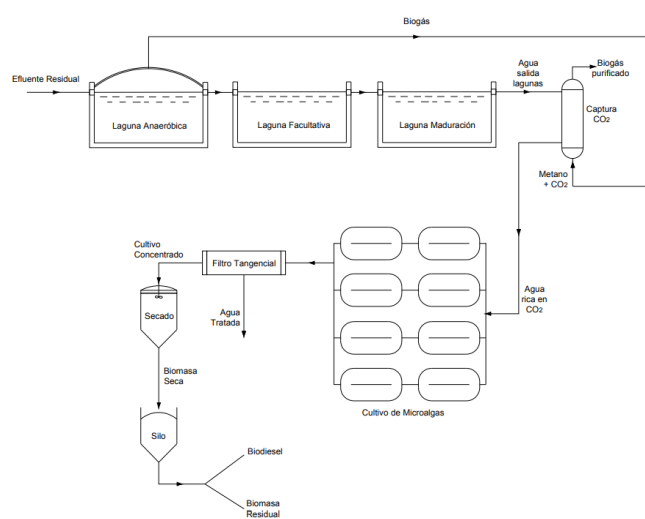 Biogás
Efluente Residual
Agua
salida
lagunas
Biogás
purificado
Laguna Anaeróbica
Laguna Facultativa
Laguna Maduración
Captura
CO2
Metano
+ CO2
Cultivo
Concentrado
Filtro Tangencial
Agua
rica en
CO2
Secado
Agua
Tratada
Biomasa
Seca
Cultivo de Microalgas
Silo
Biodiesel
Biomasa
Residual